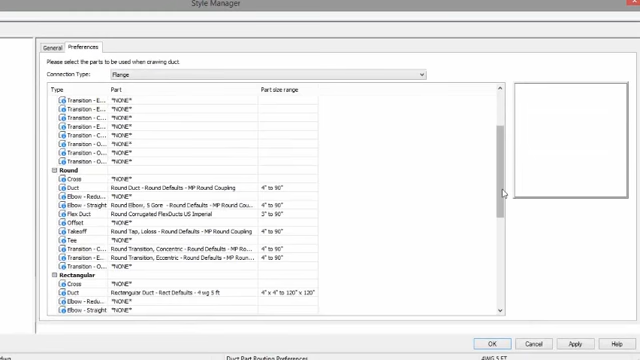 Style Manager
General Preferences
Please select the parts to be used when drawing duct.
Connection Type: Flange
Type Part Part size range
Transition - E... *NONE*
Transition - E... *NONE*
Transition - C... *NONE*
Transition - E... *NONE*
Transition - C... *NONE*
Transition - O... *NONE*
Transition - O... *NONE*
Transition - O... *NONE*
Round
Cross *NONE*
Duct Round Duct - Round Defaults - MP Round Coupling 4" to 90"
Elbow - Redu... *NONE*
Elbow - Straight Round Elbow, 5 Gore - Round Defaults - MP Round Cou... 4" to 90"
Flex Duct Round Corrugated FlexDucts US Imperial 3" to 90"
Offset *NONE*
Takeoff Round Tap, Loloss - Round Defaults - MP Round Coupling 4" to 90"
Tee *NONE*
Transition - C... Round Transition, Concentric - Round Defaults - MP Rou... 4" to 90"
Transition - E... Round Transition, Eccentric - Round Defaults - MP Roun... 4" to 90"
Transition - O... *NONE*
Rectangular
Cross *NONE*
Duct Rectangular Duct - Rect Defaults - 4 wg 5 ft 4" x 4" to 120" x 120"
Elbow - Redu... *NONE*
Elbow - Straight *NONE*
OK Cancel Apply Help
Duct Part Routing Preferences